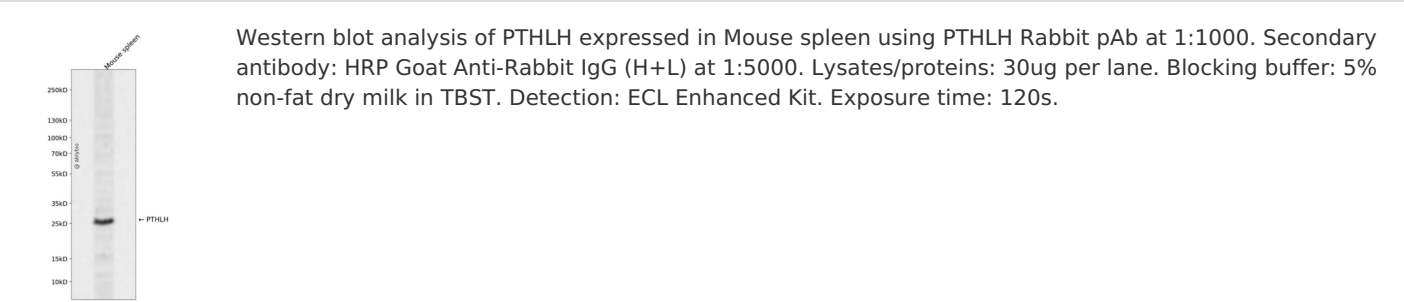 Mouse spleen
Western blot analysis of PTHLH expressed in Mouse spleen using PTHLH Rabbit pAb at 1:1000. Secondary
antibody: HRP Goat Anti-Rabbit IgG (H+L) at 1:5000. Lysates/proteins: 30ug per lane. Blocking buffer: 5%
non-fat dry milk in TBST. Detection: ECL Enhanced Kit. Exposure time: 120s.
250kD
130kD
100kD
70kD
55kD
35kD
25kD
← PTHLH
15kD
10kD